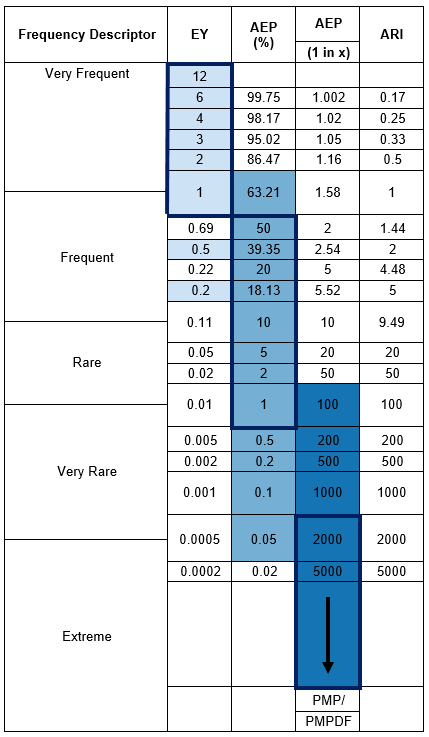 Frequency Descriptor EY AEP (%) AEP (1 in x) ARI
Very Frequent
12
6 99.75 1.002 0.17
4 98.17 1.02 0.25
3 95.02 1.05 0.33
2 86.47 1.16 0.5
1 63.21 1.58 1
Frequent
0.69 50 2 1.44
0.5 39.35 2.54 2
0.22 20 5 4.48
0.2 18.13 5.52 5
0.11 10 10 9.49
Rare
0.05 5 20 20
0.02 2 50 50
0.01 1 100 100
Very Rare
0.005 0.5 200 200
0.002 0.2 500 500
0.001 0.1 1000 1000
0.0005 0.05 2000 2000
Extreme
0.0002 0.02 5000 5000
PMP/
PMPDF